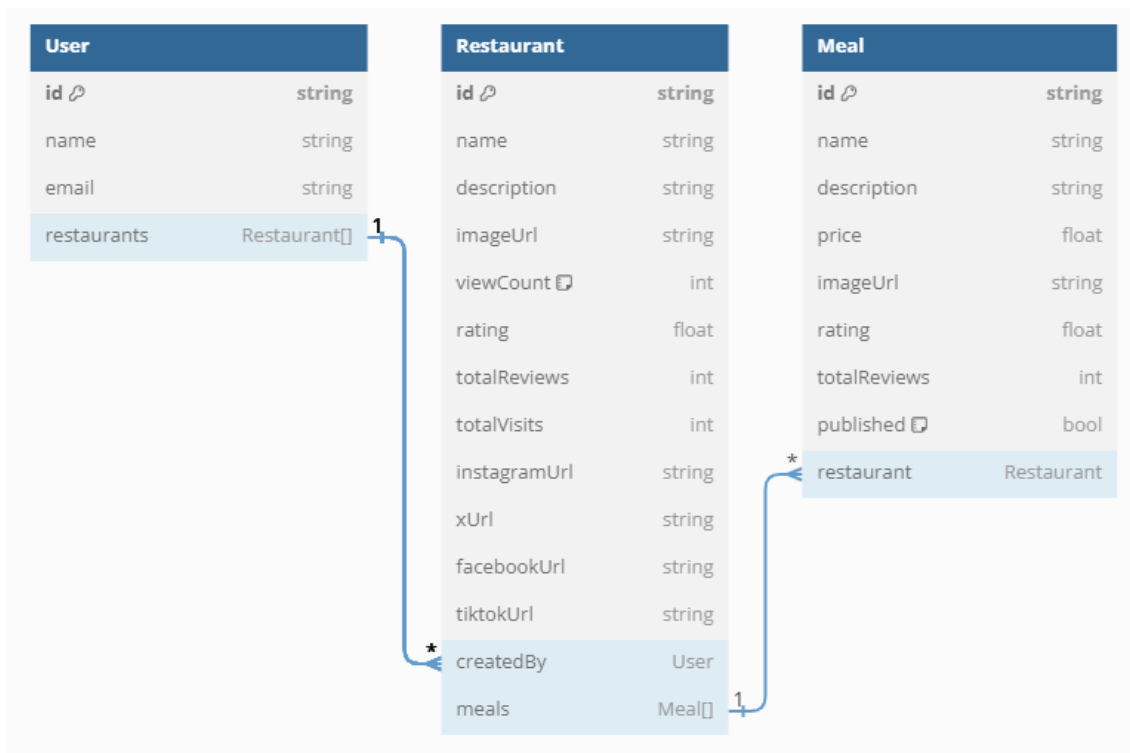 User
id string
name string
email string
restaurants Restaurant[]
1
*
Restaurant
id string
name string
description string
imageUrl string
viewCount int
rating float
totalReviews int
totalVisits int
instagramUrl string
xUrl string
facebookUrl string
tiktokUrl string
createdBy User
meals Meal[]
1
*
Meal
id string
name string
description string
price float
imageUrl string
rating float
totalReviews int
published bool
restaurant Restaurant